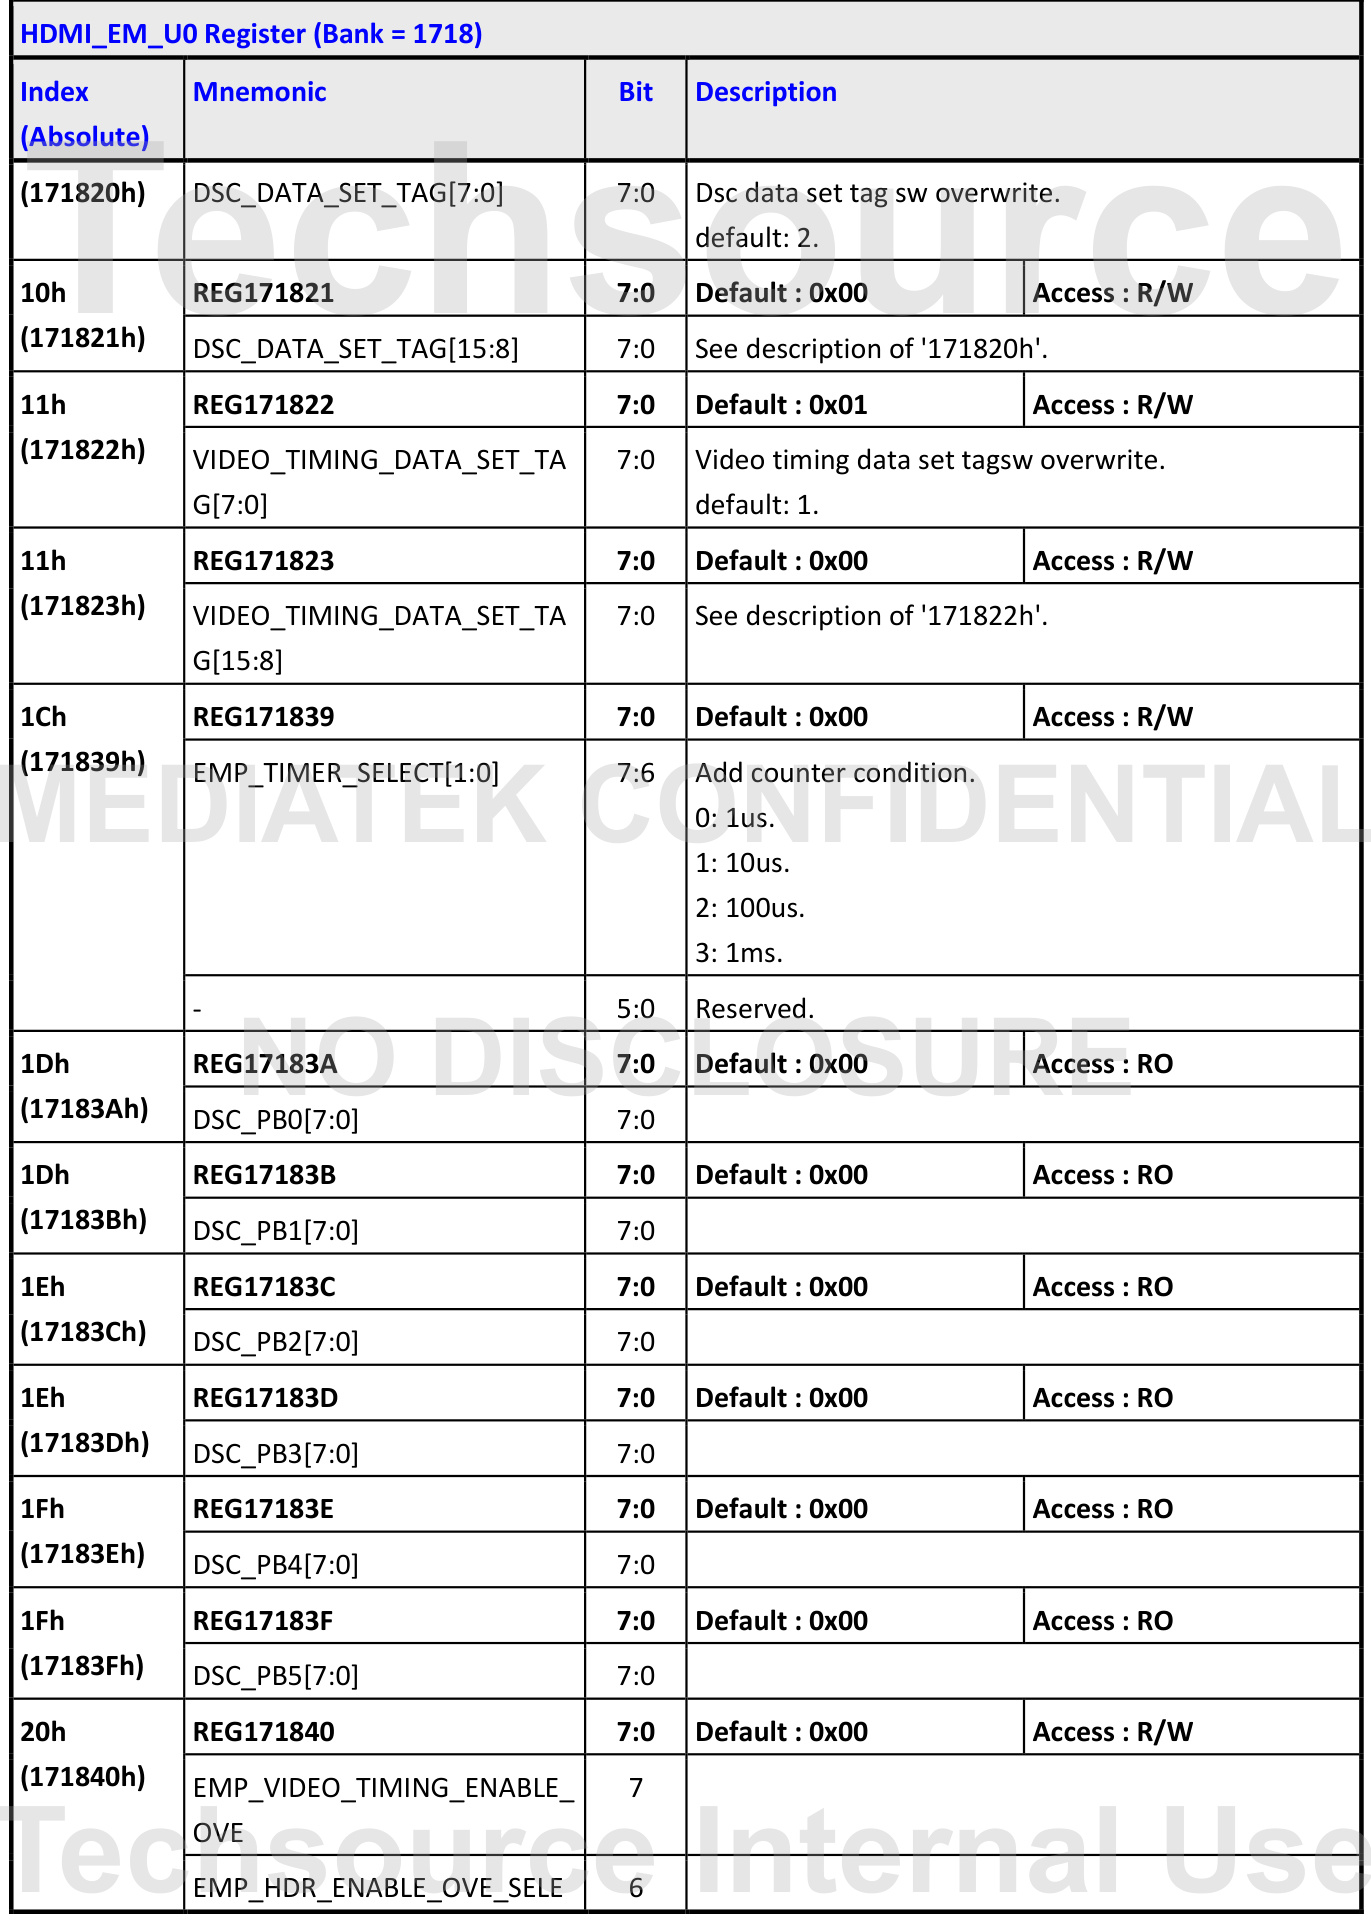 HDMI_EM_U0 Register (Bank = 1718)
Index (Absolute) Mnemonic Bit Description
(171820h) DSC_DATA_SET_TAG[7:0] 7:0 Dsc data set tag sw overwrite.
default: 2.
10h REG171821 7:0 Default : 0x00 Access : R/W
(171821h) DSC_DATA_SET_TAG[15:8] 7:0 See description of '171820h'.
11h REG171822 7:0 Default : 0x01 Access : R/W
(171822h) VIDEO_TIMING_DATA_SET_TA 7:0 Video timing data set tagsw overwrite.
G[7:0] default: 1.
11h REG171823 7:0 Default : 0x00 Access : R/W
(171823h) VIDEO_TIMING_DATA_SET_TA 7:0 See description of '171822h'.
G[15:8]
1Ch REG171839 7:0 Default : 0x00 Access : R/W
(171839h) EMP_TIMER_SELECT[1:0] 7:6 Add counter condition.
0: 1us.
1: 10us.
2: 100us.
3: 1ms.
- 5:0 Reserved.
1Dh REG17183A 7:0 Default : 0x00 Access : RO
(17183Ah) DSC_PB0[7:0] 7:0
1Dh REG17183B 7:0 Default : 0x00 Access : RO
(17183Bh) DSC_PB1[7:0] 7:0
1Eh REG17183C 7:0 Default : 0x00 Access : RO
(17183Ch) DSC_PB2[7:0] 7:0
1Eh REG17183D 7:0 Default : 0x00 Access : RO
(17183Dh) DSC_PB3[7:0] 7:0
1Fh REG17183E 7:0 Default : 0x00 Access : RO
(17183Eh) DSC_PB4[7:0] 7:0
1Fh REG17183F 7:0 Default : 0x00 Access : RO
(17183Fh) DSC_PB5[7:0] 7:0
20h REG171840 7:0 Default : 0x00 Access : R/W
(171840h) EMP_VIDEO_TIMING_ENABLE_ 7
OVE
EMP_HDR_ENABLE_OVE_SELE 6
Techsource
MEDIATEK CONFIDENTIAL
NO DISCLOSURE
Techsource Internal Use